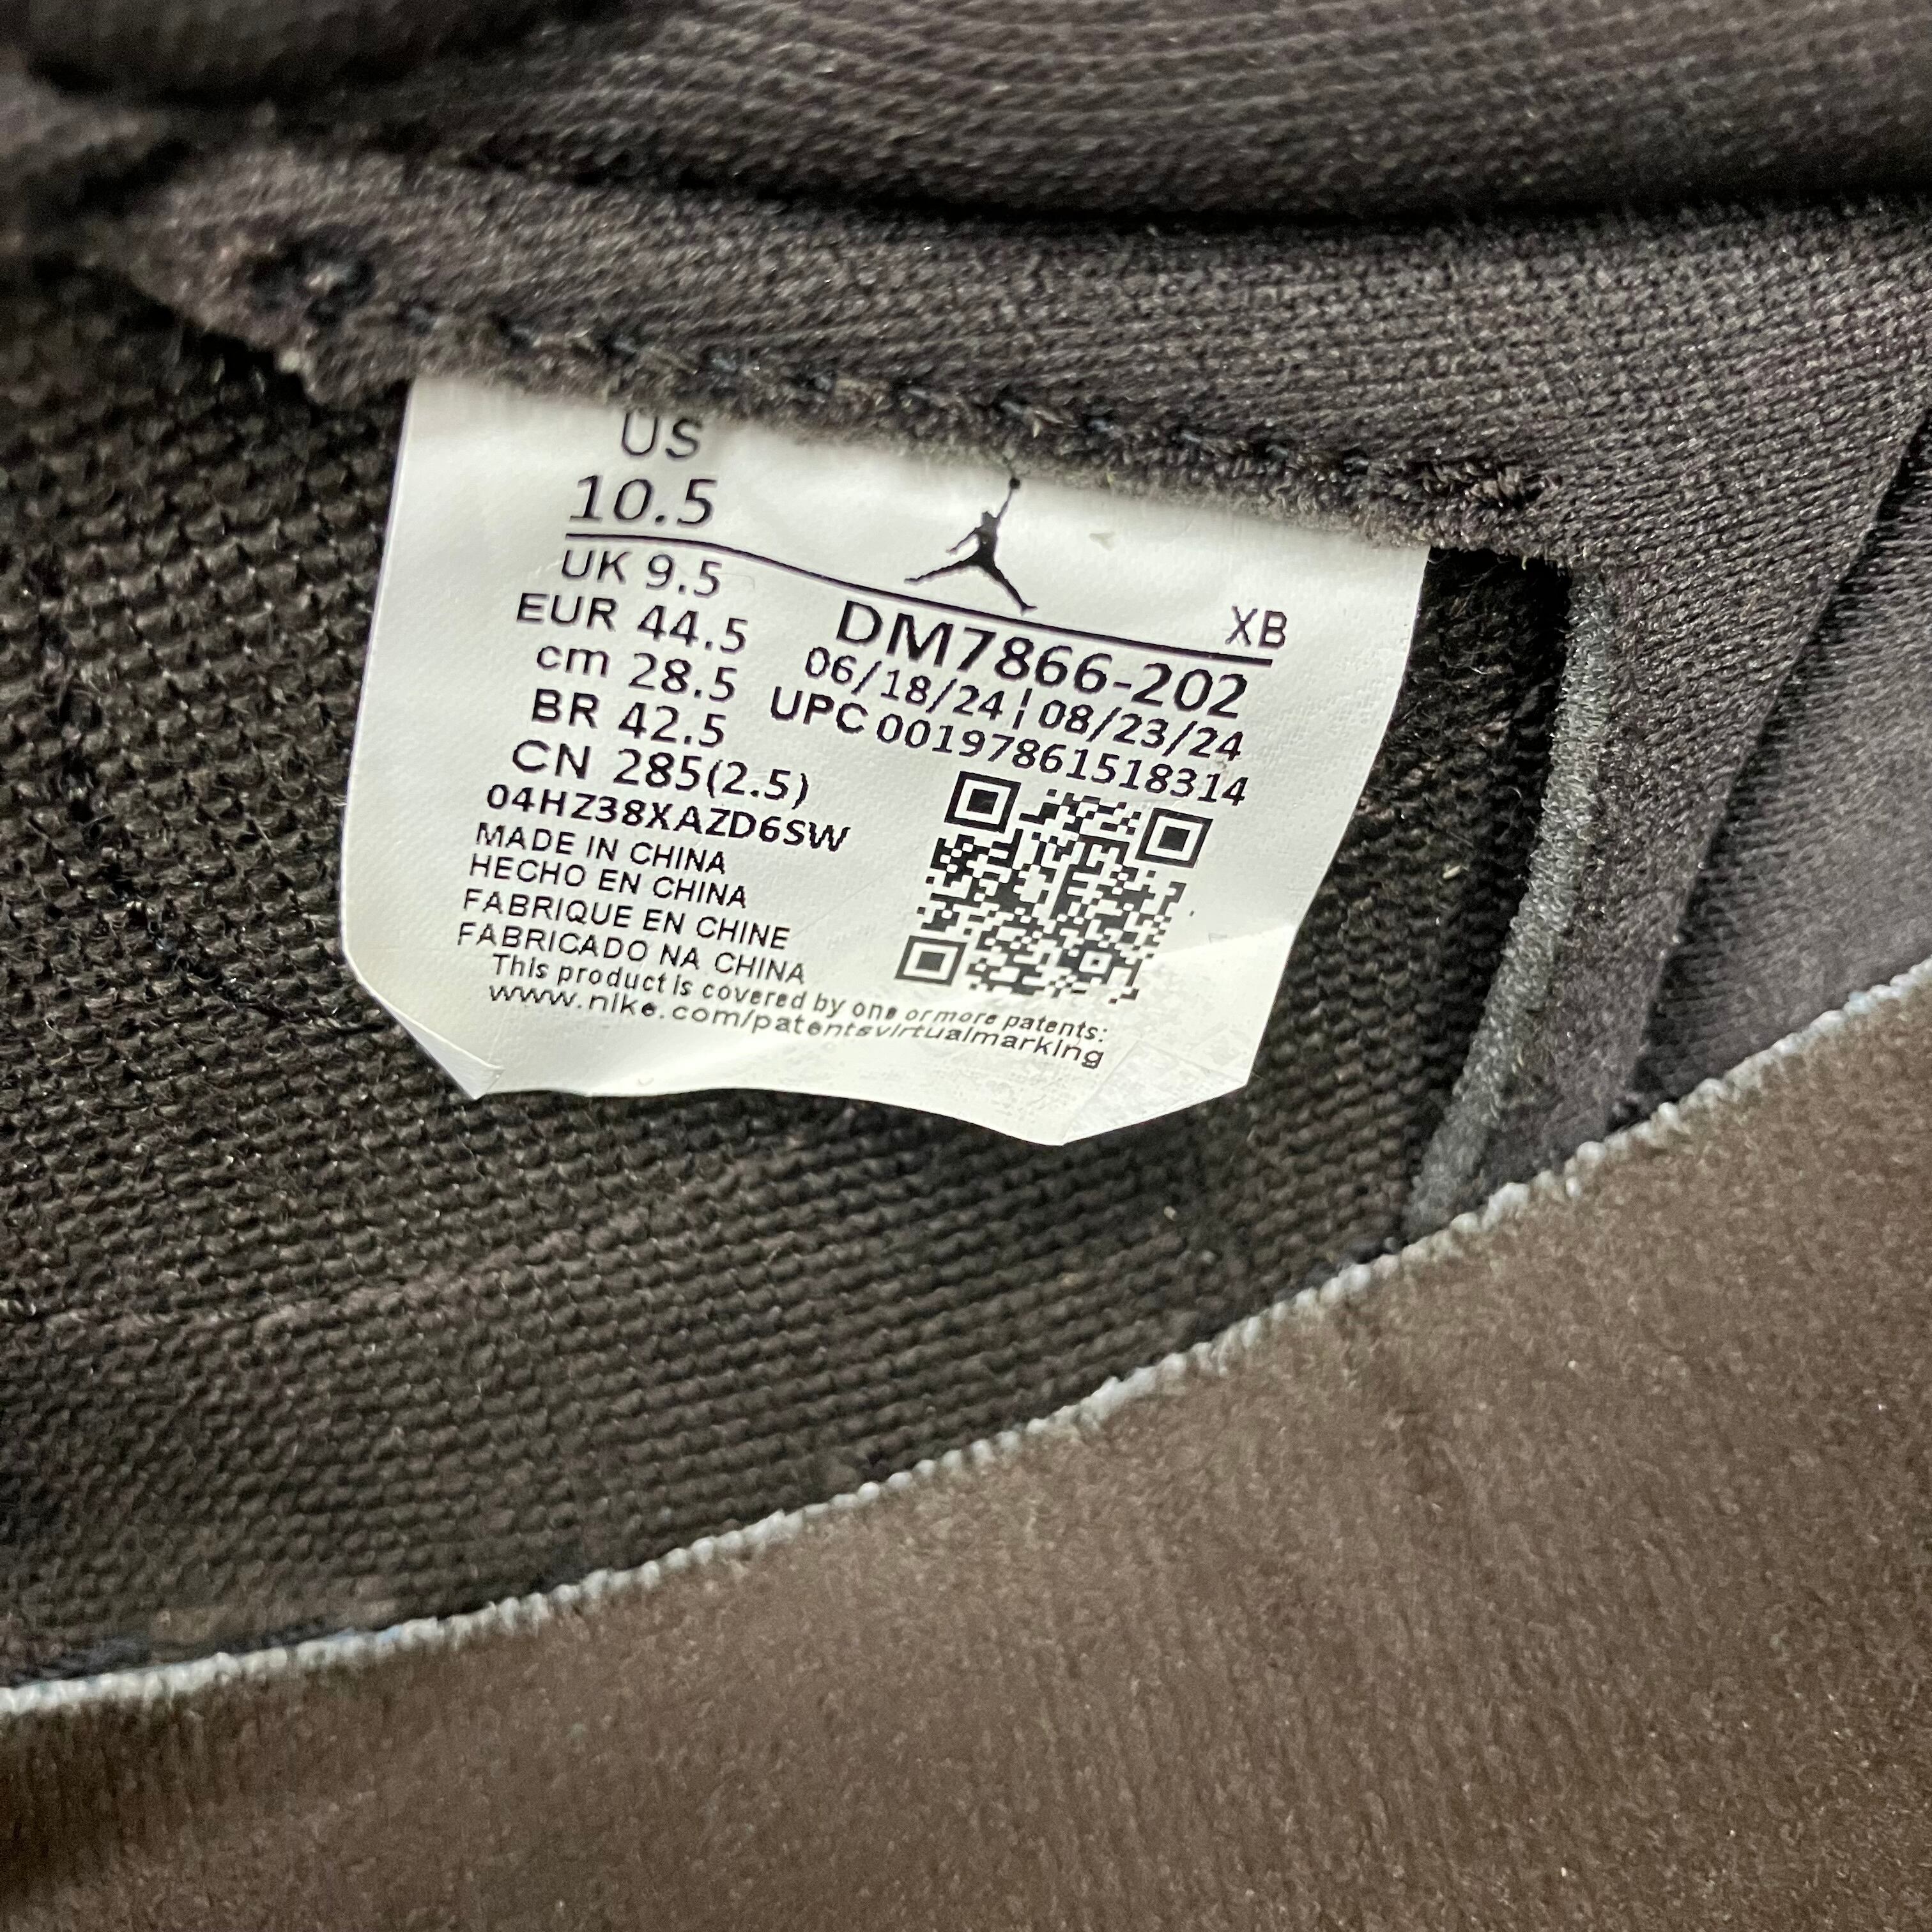 US
10.5
UK 9.5
EUR 44.5
cm 28.5
BR 42.5
CN 285(2.5)
04HZ38XAZD6SW
XB
DM7866-202
06/18/24 | 08/23/24
UPC 00197861518314
MADE IN CHINA
HECHO EN CHINA
FABRIQUE EN CHINE
FABRICADO NA CHINA
This product is covered by one or more patents:
www.nike.com/patentsvirtualmarking